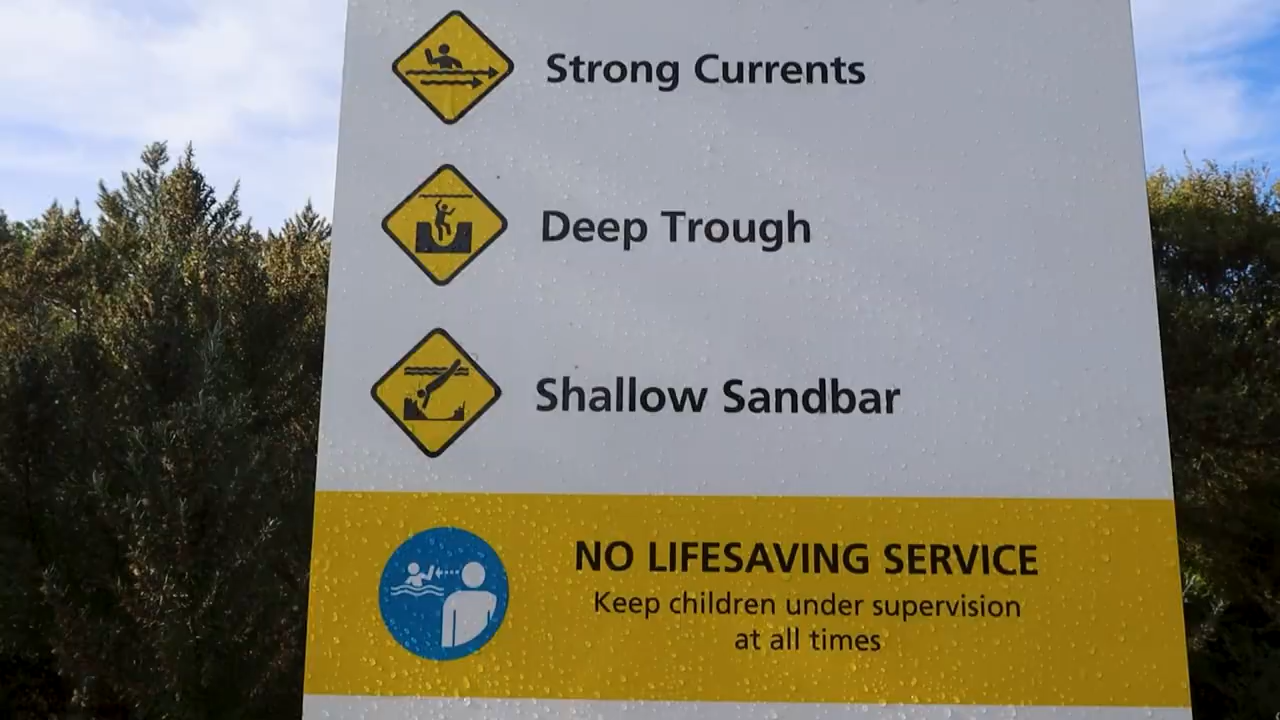 Strong Currents
Deep Trough
Shallow Sandbar
NO LIFESAVING SERVICE
Keep children under supervision
at all times